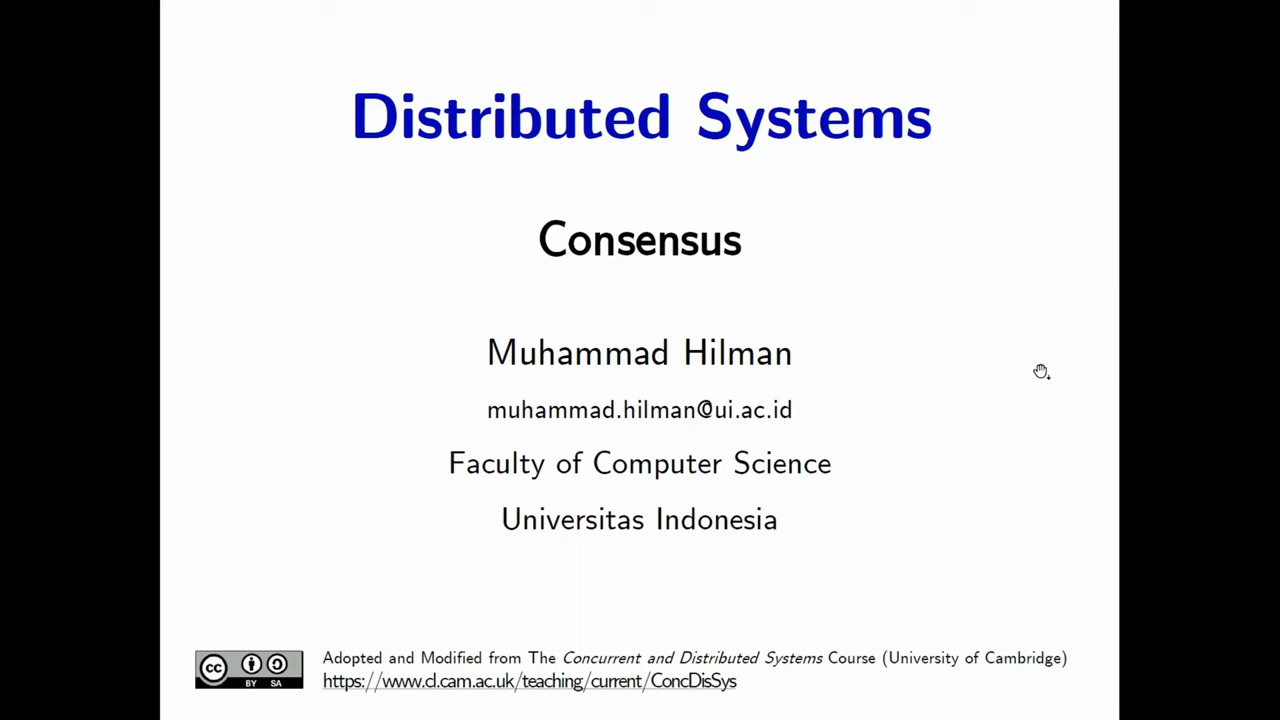 Distributed Systems
Consensus
Muhammad Hilman
muhammad.hilman@ui.ac.id
Faculty of Computer Science
Universitas Indonesia
cc BY SA
Adopted and Modified from The Concurrent and Distributed Systems Course (University of Cambridge)
https://www.cl.cam.ac.uk/teaching/current/ConcDisSys